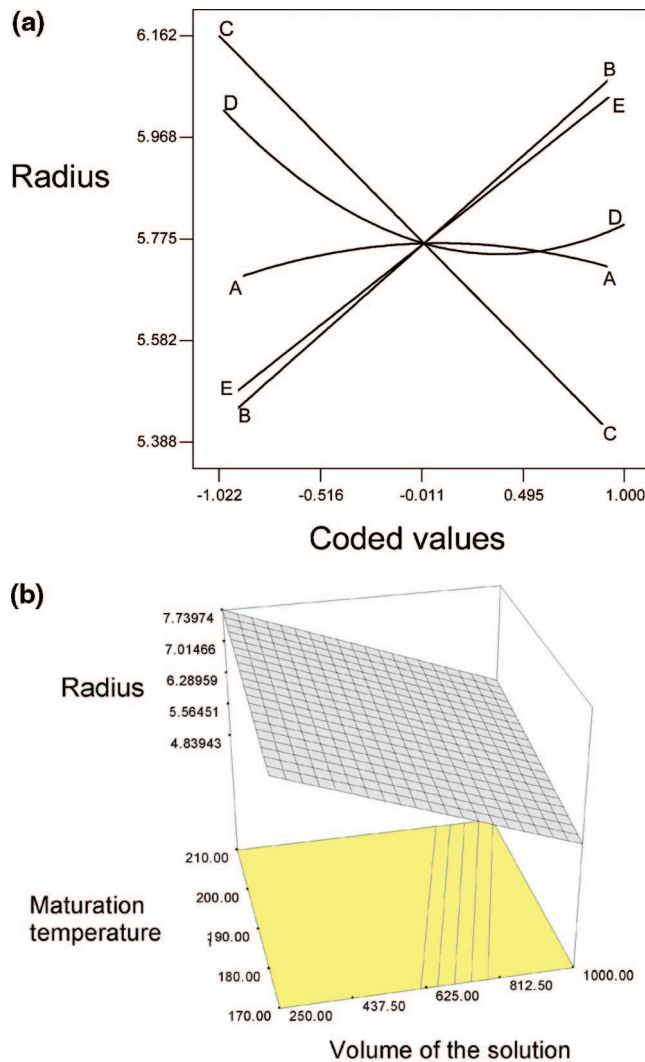 (a)
6.162
5.968
Radius
5.775
5.582
5.388
C
D
A
E
B
B
E
D
A
C
-1.022 -0.516 -0.011 0.495 1.000
Coded values
(b)
7.73974
7.01466
Radius
6.28959
5.56451
4.83943
210.00
200.00
Maturation
temperature
190.00
180.00
170.00
250.00
437.50
625.00
812.50
1000.00
Volume of the solution